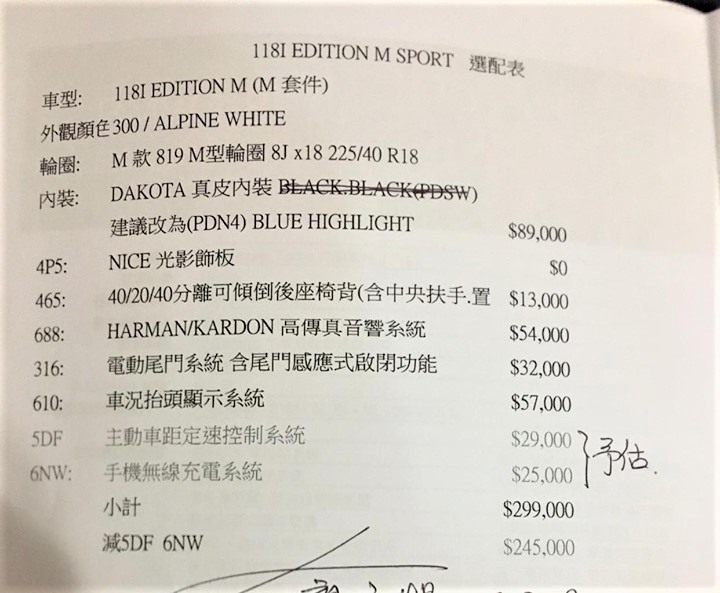 118I EDITION M SPORT 選配表
車型: 118I EDITION M (M 套件)
外觀顏色300 / ALPINE WHITE
輪圈: M 款 819 M型輪圈 8J x18 225/40 R18
內裝: DAKOTA 真皮內裝 BLACK.BLACK(PDSW)
建議改為(PDN4) BLUE HIGHLIGHT $89,000
4P5: NICE 光影飾板 $0
465: 40/20/40分離可傾倒後座椅背(含中央扶手.置 $13,000
688: HARMAN/KARDON 高傳真音響系統 $54,000
316: 電動尾門系統 含尾門感應式啟閉功能 $32,000
610: 車況抬頭顯示系統 $57,000
5DF 主動車距定速控制系統 $29,000
6NW: 手機無線充電系統 $25,000
予估.
小計 $299,000
減5DF 6NW $245,000